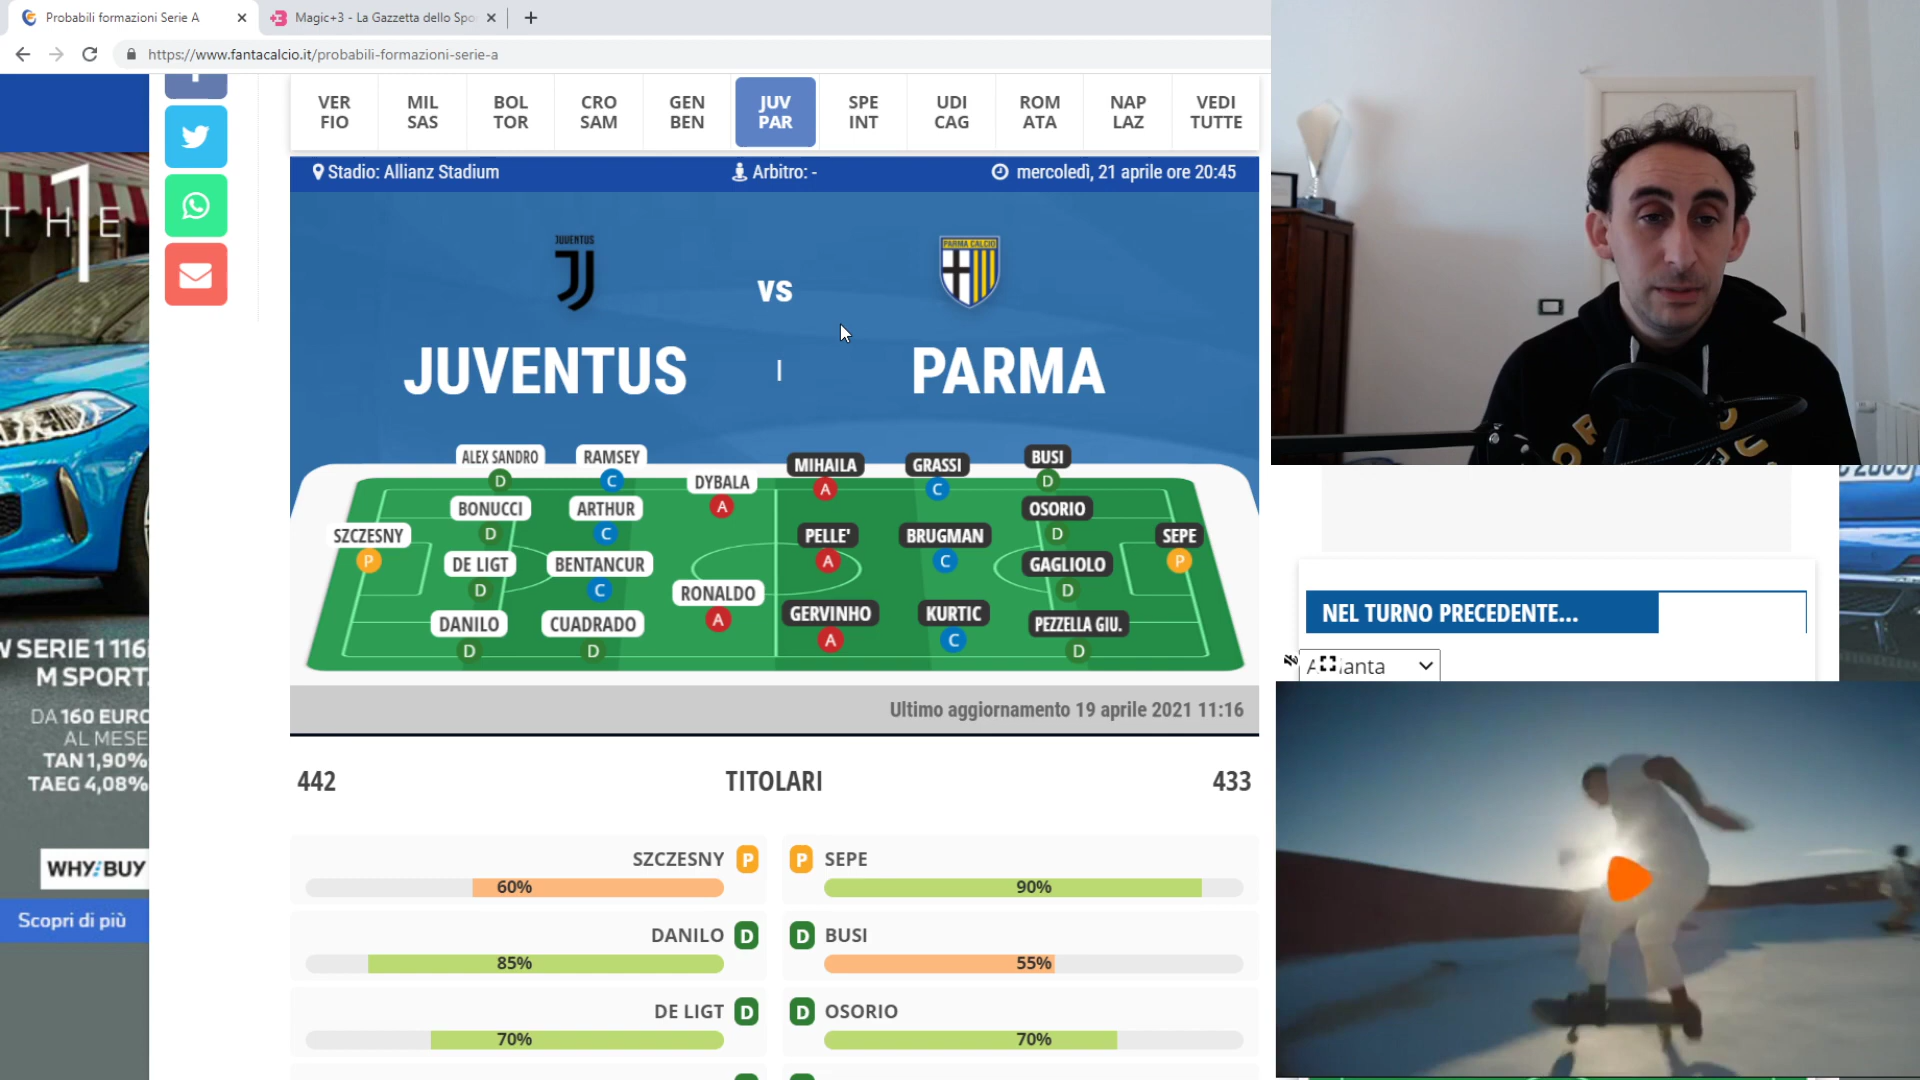 Probabili formazioni Serie A
Magic+3 - La Gazzetta dello Spo
https://www.fantacalcio.it/probabili-formazioni-serie-a
VER FIO
MIL SAS
BOL TOR
CRO SAM
GEN BEN
JUV PAR
SPE INT
UDI CAG
ROM ATA
NAP LAZ
VEDI TUTTE
Stadio: Allianz Stadium
Arbitro: -
mercoledì, 21 aprile ore 20:45
JUVENTUS
PARMA CALCIO
vs
JUVENTUS
|
PARMA
ALEX SANDRO
D
RAMSEY
C
DYBALA
A
MIHAILA
A
GRASSI
C
BUSI
D
BONUCCI
D
ARTHUR
C
OSORIO
D
SZCZESNY
P
PELLE'
A
BRUGMAN
C
SEPE
P
DE LIGT
D
BENTANCUR
C
GAGLIOLO
D
RONALDO
A
GERVINHO
A
KURTIC
C
DANILO
D
CUADRADO
D
PEZZELLA GIU.
D
Ultimo aggiornamento 19 aprile 2021 11:16
442
TITOLARI
433
SZCZESNY P
60%
P SEPE
90%
DANILO D
85%
D BUSI
55%
DE LIGT D
70%
D OSORIO
70%
THE
1
W SERIE 1 116
M SPORT.
DA 160 EURO
AL MESE
TAN 1,90%
TAEG 4,08%
WHY BUY
Scopri di più
NEL TURNO PRECEDENTE...